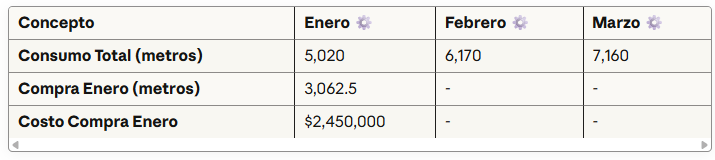 Concepto Enero ⚙️ Febrero ⚙️ Marzo ⚙️
Consumo Total (metros) 5,020 6,170 7,160
Compra Enero (metros) 3,062.5 - -
Costo Compra Enero $2,450,000 - -